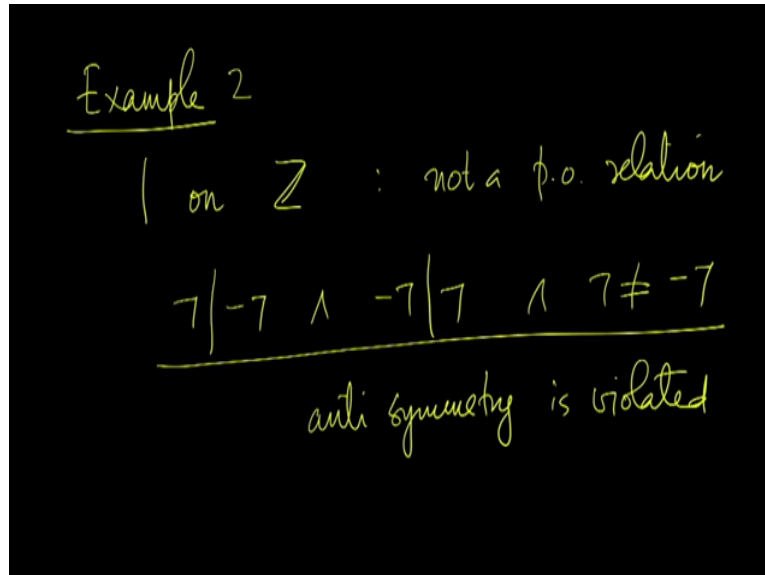 Example 2
| on ℤ : not a p.o. relation
7|-7 ∧ -7|7 ∧ 7≠-7
anti symmetry is violated